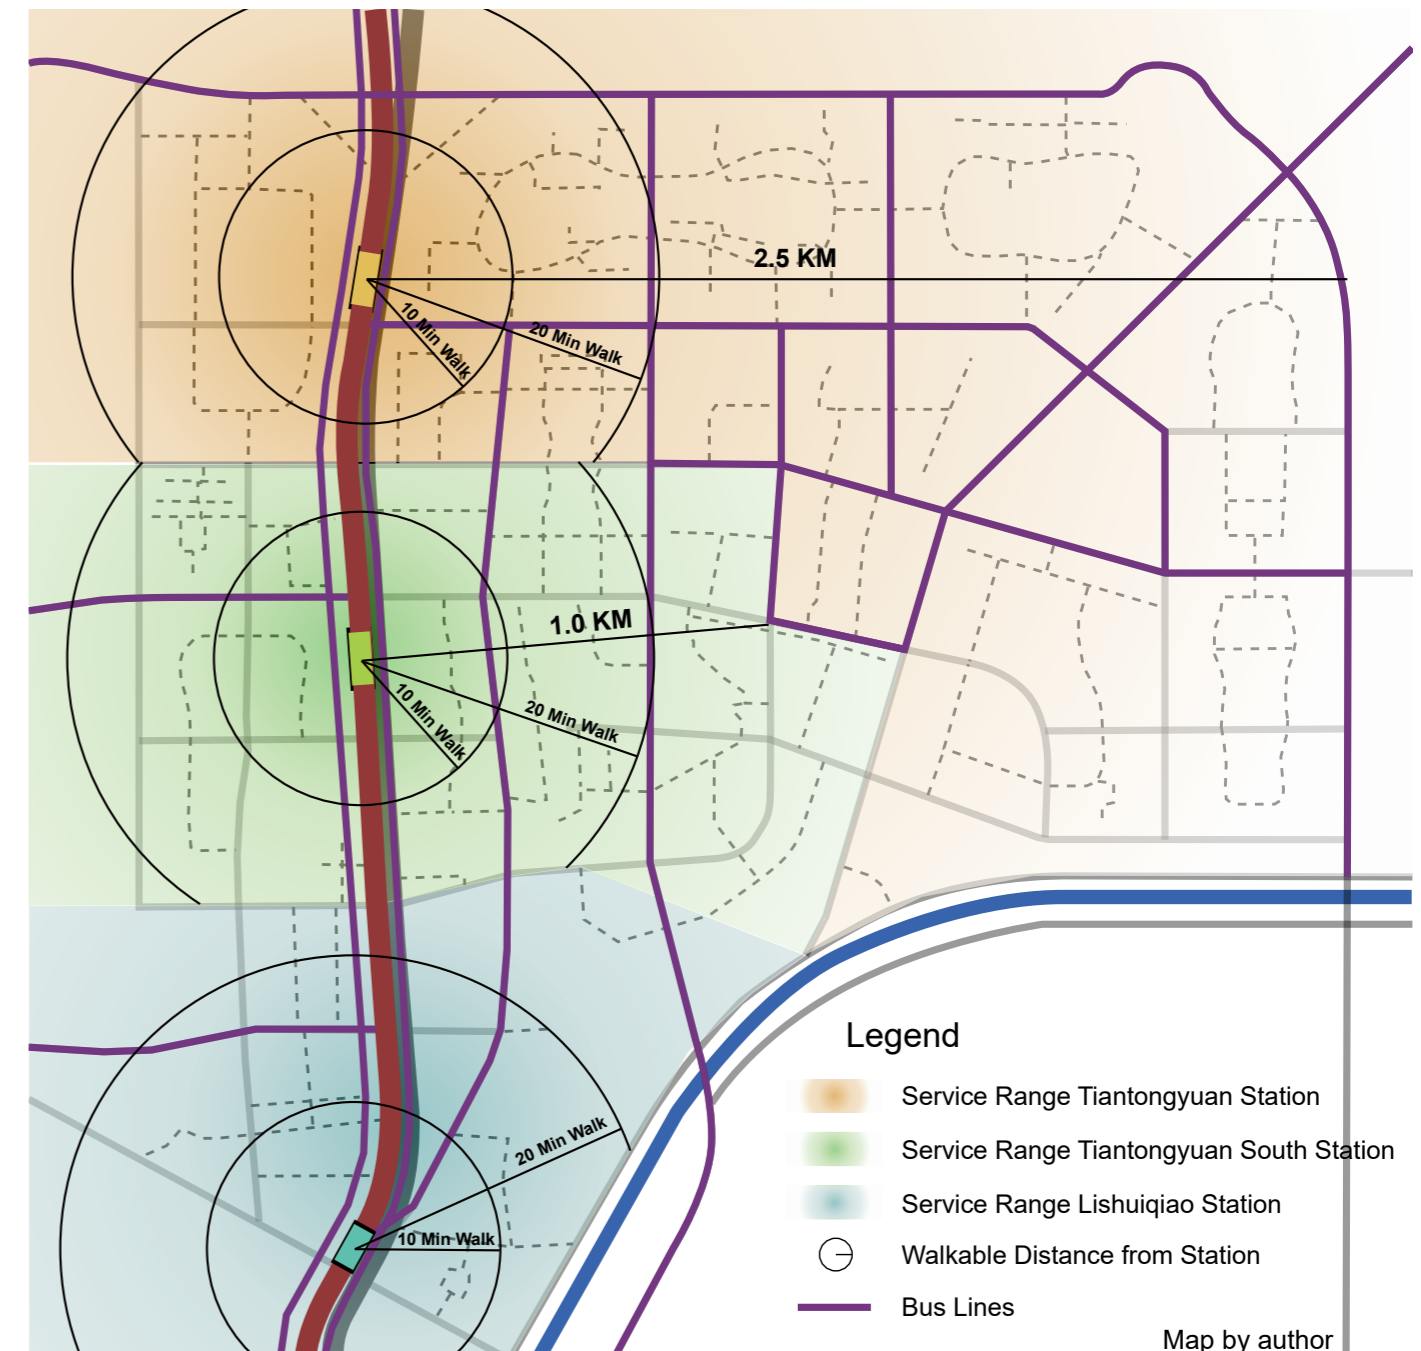 2.5 KM
10 Min Walk
20 Min Walk
1.0 KM
10 Min Walk
20 Min Walk
20 Min Walk
10 Min Walk
Legend
Service Range Tiantongyuan Station
Service Range Tiantongyuan South Station
Service Range Lishuiqiao Station
Walkable Distance from Station
Bus Lines
Map by author